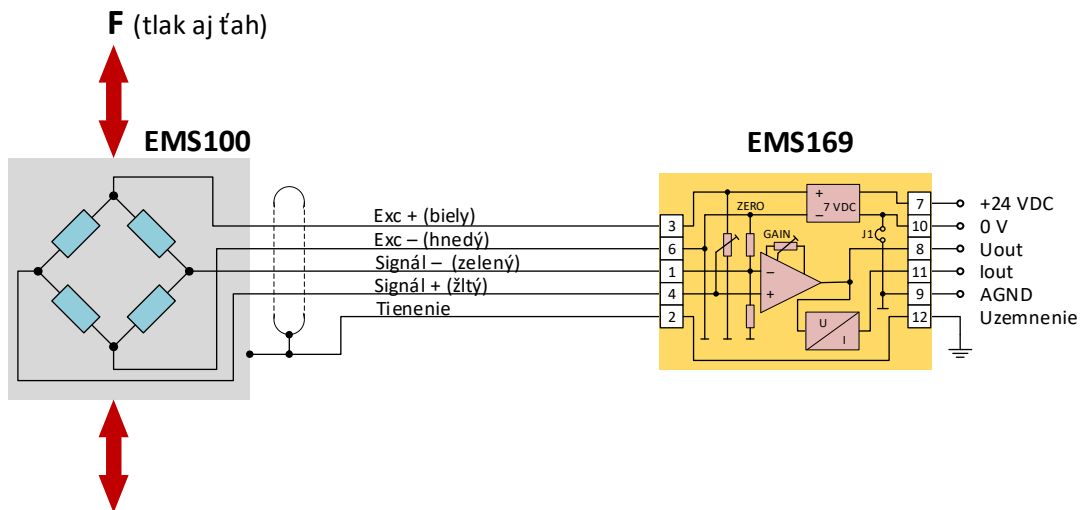 F (tlak aj ťah)
EMS100
EMS169
Exc + (biely)
Exc – (hnedý)
Signál – (zelený)
Signál + (žltý)
Tienenie
3
6
1
4
2
ZERO
GAIN
+
–
7 VDC
J1
–
+
U
I
7
10
8
11
9
12
+24 VDC
0 V
Uout
Iout
AGND
Uzemnenie